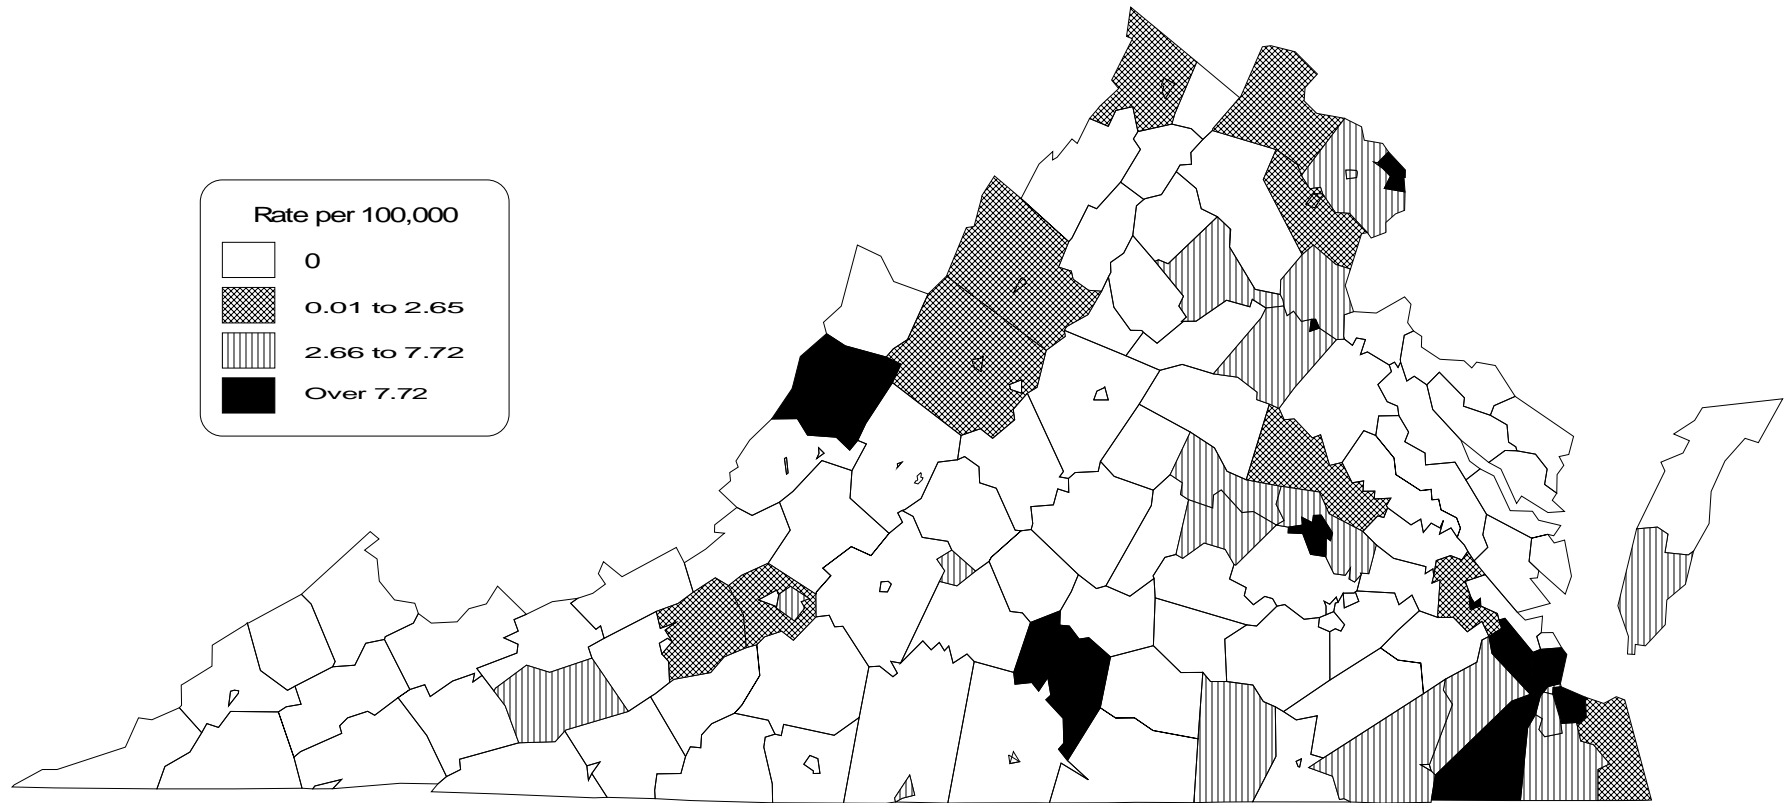 Rate per 100,000
0
0.01 to 2.65
2.66 to 7.72
Over 7.72